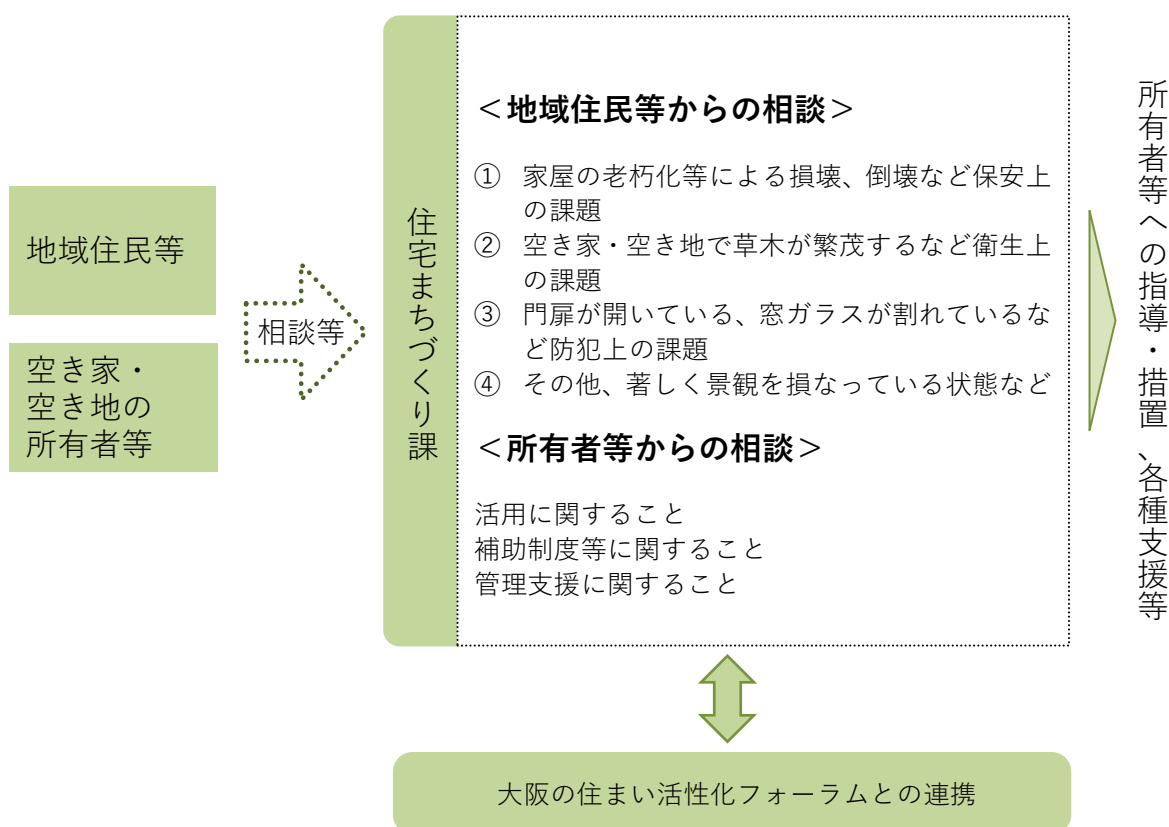 地域住民等
空き家・
空き地の
所有者等
相談等
住宅まちづくり課
＜地域住民等からの相談＞
① 家屋の老朽化等による損壊、倒壊など保安上
の課題
② 空き家・空き地で草木が繁茂するなど衛生上
の課題
③ 門扉が開いている、窓ガラスが割れているな
ど防犯上の課題
④ その他、著しく景観を損なっている状態など
＜所有者等からの相談＞
活用に関すること
補助制度等に関すること
管理支援に関すること
所有者等への指導・措置、各種支援等
大阪の住まい活性化フォーラムとの連携